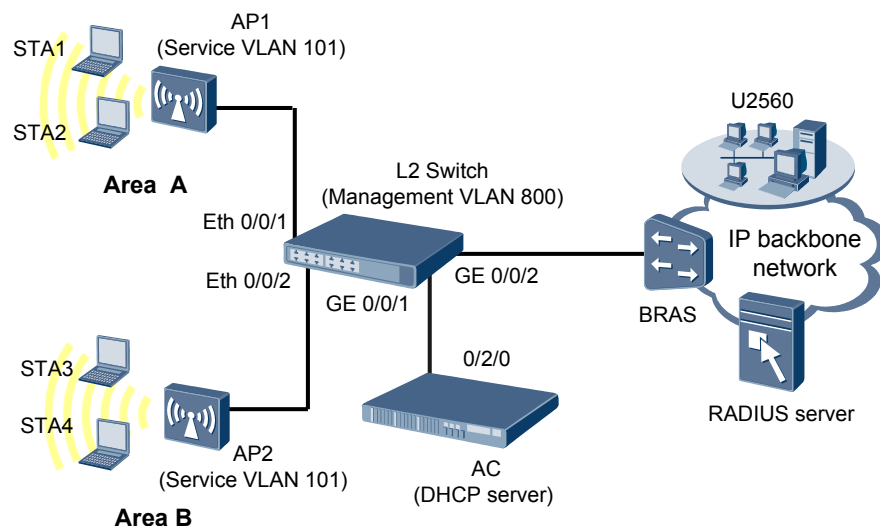 AP1
(Service VLAN 101)
STA1
STA2
Area A
U2560
L2 Switch
(Management VLAN 800)
Eth 0/0/1
Eth 0/0/2
GE 0/0/1
GE 0/0/2
IP backbone
network
BRAS
0/2/0
RADIUS server
STA3
STA4
AP2
(Service VLAN 101)
AC
(DHCP server)
Area B